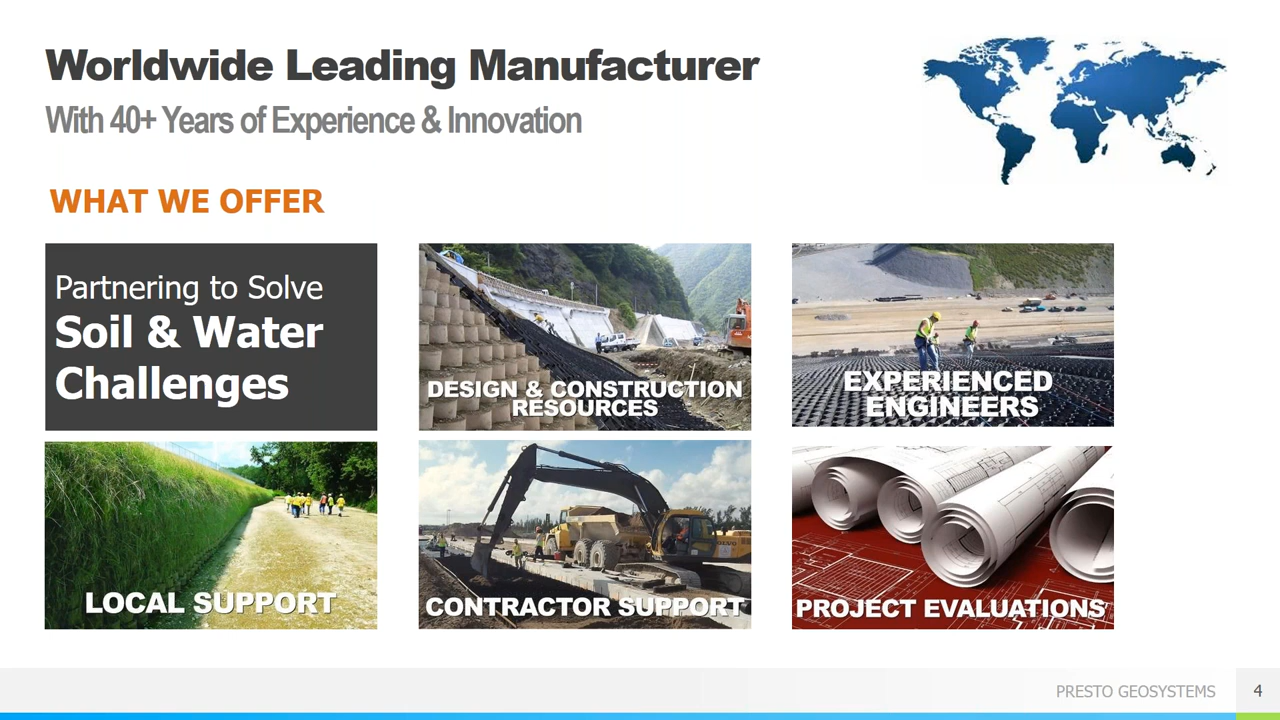 Worldwide Leading Manufacturer
With 40+ Years of Experience & Innovation
WHAT WE OFFER
Partnering to Solve
Soil & Water
Challenges
DESIGN & CONSTRUCTION
RESOURCES
EXPERIENCED
ENGINEERS
LOCAL SUPPORT
CONTRACTOR SUPPORT
PROJECT EVALUATIONS
PRESTO GEOSYSTEMS
4